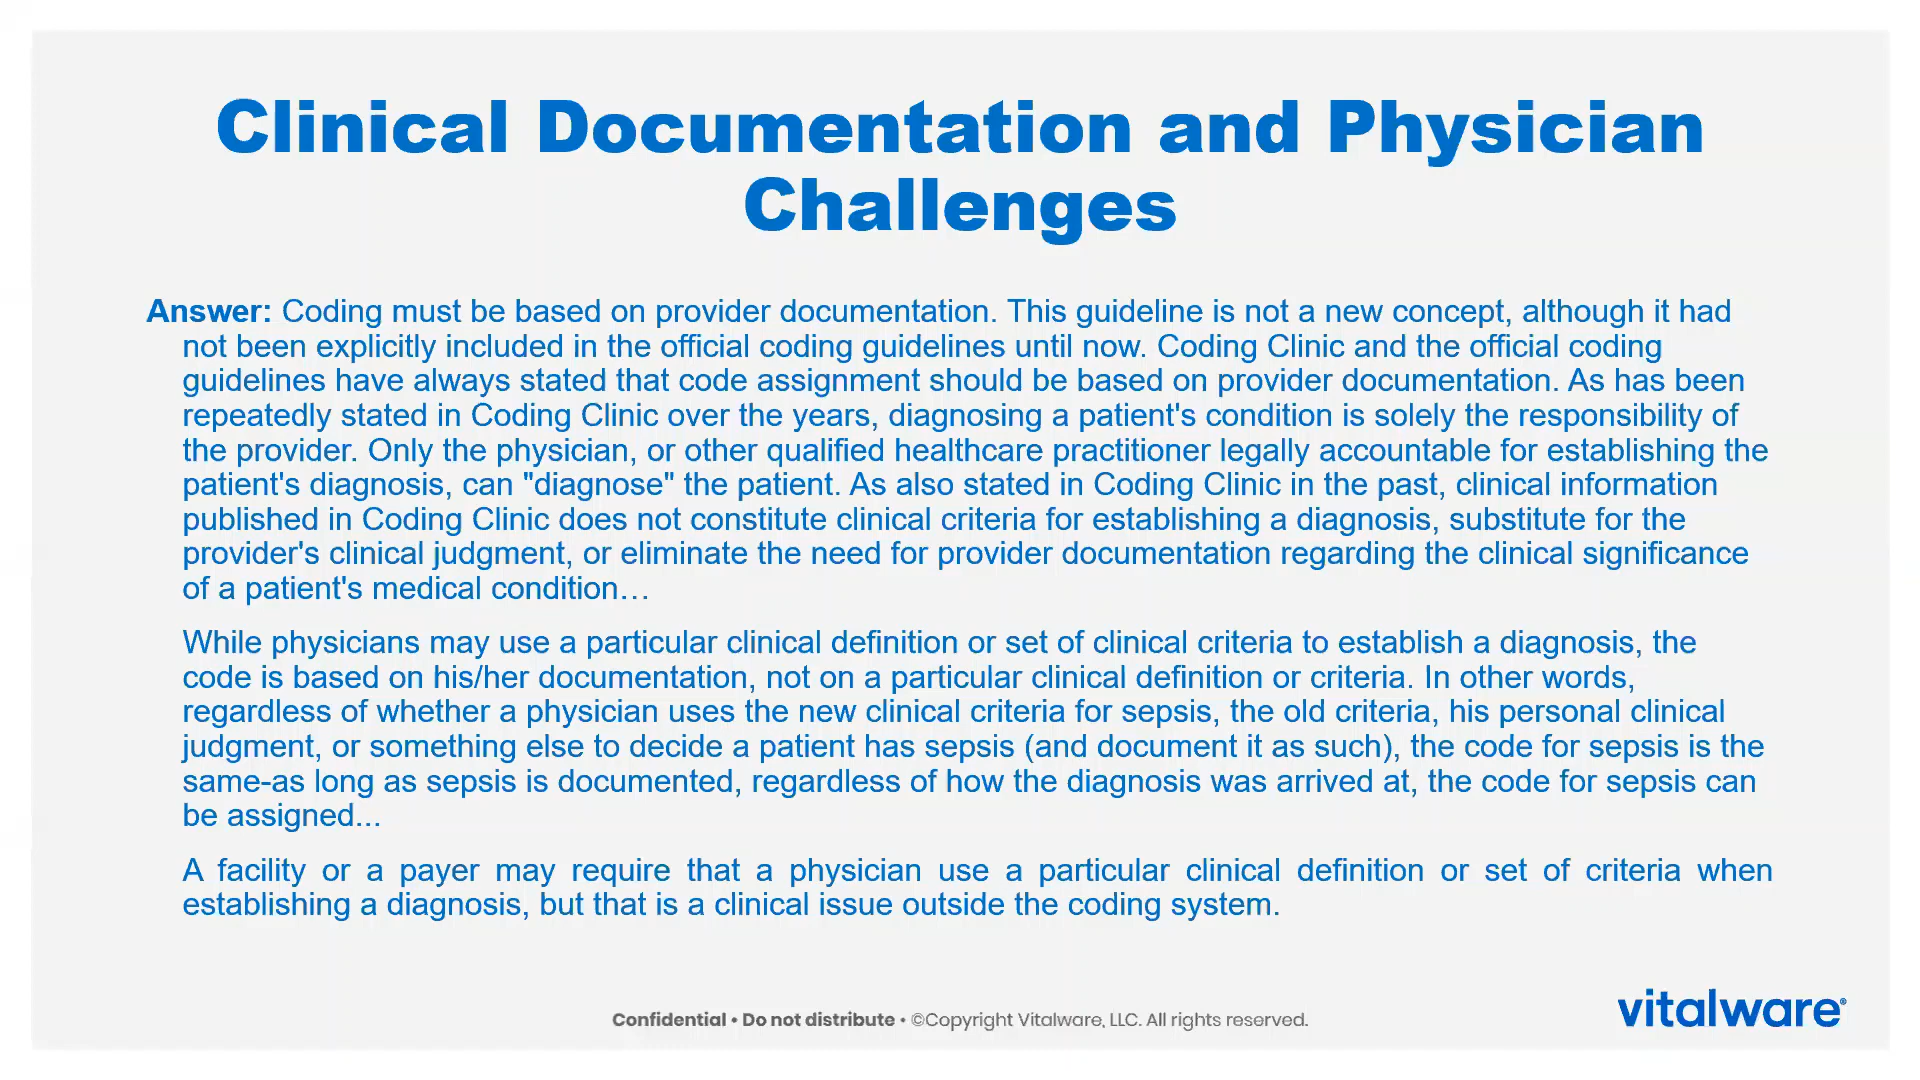 Clinical Documentation and Physician
Challenges
Answer: Coding must be based on provider documentation. This guideline is not a new concept, although it had
not been explicitly included in the official coding guidelines until now. Coding Clinic and the official coding
guidelines have always stated that code assignment should be based on provider documentation. As has been
repeatedly stated in Coding Clinic over the years, diagnosing a patient's condition is solely the responsibility of
the provider. Only the physician, or other qualified healthcare practitioner legally accountable for establishing the
patient's diagnosis, can "diagnose" the patient. As also stated in Coding Clinic in the past, clinical information
published in Coding Clinic does not constitute clinical criteria for establishing a diagnosis, substitute for the
provider's clinical judgment, or eliminate the need for provider documentation regarding the clinical significance
of a patient's medical condition…
While physicians may use a particular clinical definition or set of clinical criteria to establish a diagnosis, the
code is based on his/her documentation, not on a particular clinical definition or criteria. In other words,
regardless of whether a physician uses the new clinical criteria for sepsis, the old criteria, his personal clinical
judgment, or something else to decide a patient has sepsis (and document it as such), the code for sepsis is the
same-as long as sepsis is documented, regardless of how the diagnosis was arrived at, the code for sepsis can
be assigned...
A facility or a payer may require that a physician use a particular clinical definition or set of criteria when
establishing a diagnosis, but that is a clinical issue outside the coding system.
Confidential • Do not distribute • ©Copyright Vitalware, LLC. All rights reserved.
vitalware®